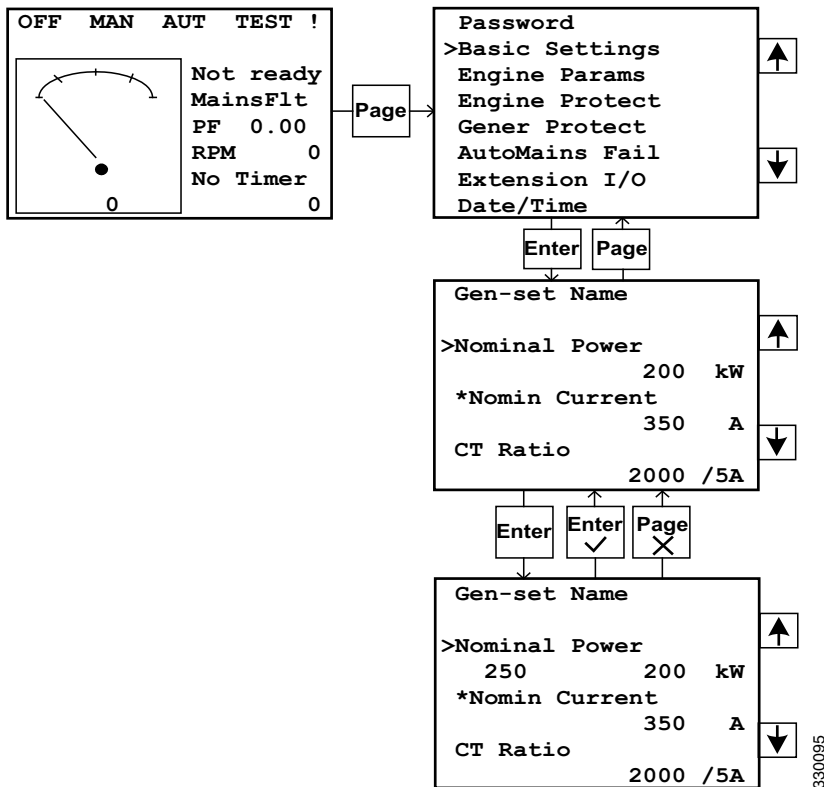 OFF MAN AUT TEST !
Not ready
MainsFlt
PF 0.00
RPM 0
No Timer
0 0
Page
Password
>Basic Settings
Engine Params
Engine Protect
Gener Protect
AutoMains Fail
Extension I/O
Date/Time
Enter Page
Gen-set Name
>Nominal Power
200 kW
*Nomin Current
350 A
CT Ratio
2000 /5A
Enter Enter Page
Gen-set Name
>Nominal Power
250 200 kW
*Nomin Current
350 A
CT Ratio
2000 /5A
330095